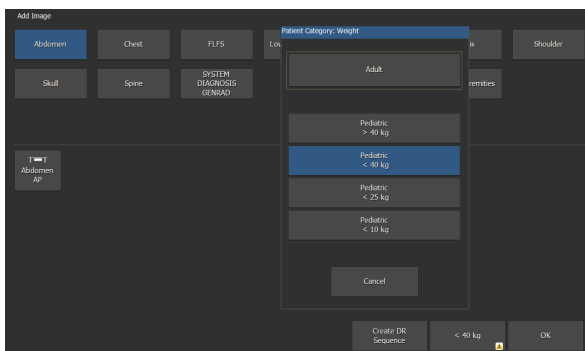 Add Image
Patient Category: Weight
Abdomen
Chest
FLFS
Lov
is
Shoulder
Adult
Skull
Spine
SYSTEM
DIAGNOSIS
GENRAD
remities
Pediatric
> 40 kg
Pediatric
< 40 kg
T T
Abdomen
AP
Pediatric
< 25 kg
Pediatric
< 10 kg
Cancel
Create DR
Sequence
< 40 kg
OK